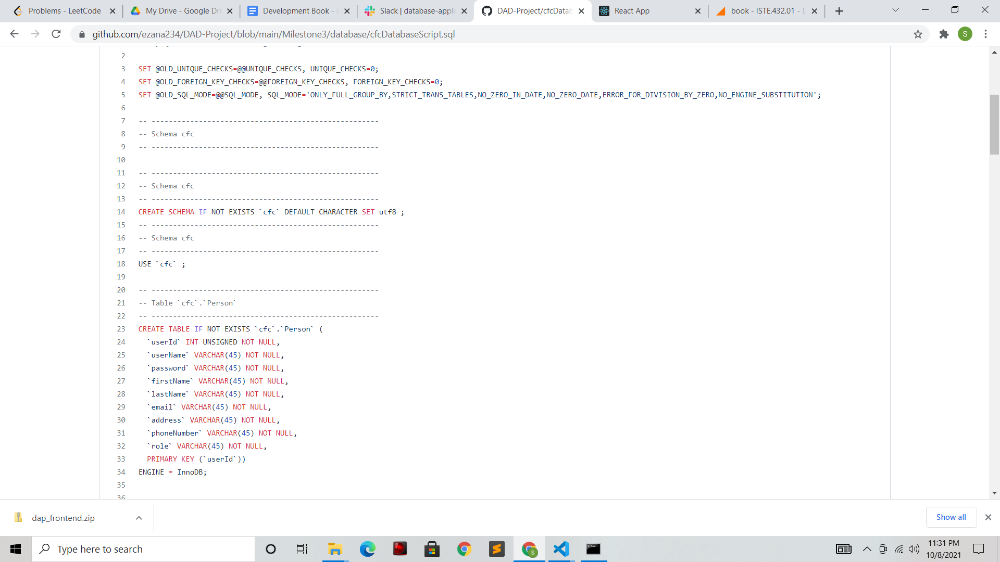 Problems - LeetCode
My Drive - Google Dri
Development Book -
Slack | database-appli
DAD-Project/cfcDatab
React App
book - ISTE.432.01 -
github.com/ezana234/DAD-Project/blob/main/Milestone3/database/cfcDatabaseScript.sql
S
2
3 SET @OLD_UNIQUE_CHECKS=@@UNIQUE_CHECKS, UNIQUE_CHECKS=0;
4 SET @OLD_FOREIGN_KEY_CHECKS=@@FOREIGN_KEY_CHECKS, FOREIGN_KEY_CHECKS=0;
5 SET @OLD_SQL_MODE=@@SQL_MODE, SQL_MODE='ONLY_FULL_GROUP_BY,STRICT_TRANS_TABLES,NO_ZERO_IN_DATE,NO_ZERO_DATE,ERROR_FOR_DIVISION_BY_ZERO,NO_ENGINE_SUBSTITUTION';
6
7 -- -----------------------------------------------------
8 -- Schema cfc
9 -- -----------------------------------------------------
10
11 -- -----------------------------------------------------
12 -- Schema cfc
13 -- -----------------------------------------------------
14 CREATE SCHEMA IF NOT EXISTS `cfc` DEFAULT CHARACTER SET utf8 ;
15 -- -----------------------------------------------------
16 -- Schema cfc
17 -- -----------------------------------------------------
18 USE `cfc` ;
19
20 -- -----------------------------------------------------
21 -- Table `cfc`.`Person`
22 -- -----------------------------------------------------
23 CREATE TABLE IF NOT EXISTS `cfc`.`Person` (
24 `userId` INT UNSIGNED NOT NULL,
25 `userName` VARCHAR(45) NOT NULL,
26 `password` VARCHAR(45) NOT NULL,
27 `firstName` VARCHAR(45) NOT NULL,
28 `lastName` VARCHAR(45) NOT NULL,
29 `email` VARCHAR(45) NOT NULL,
30 `address` VARCHAR(45) NOT NULL,
31 `phoneNumber` VARCHAR(45) NOT NULL,
32 `role` VARCHAR(45) NOT NULL,
33 PRIMARY KEY (`userId`))
34 ENGINE = InnoDB;
35
36
dap_frontend.zip
Show all
Type here to search
S
11:31 PM
10/8/2021